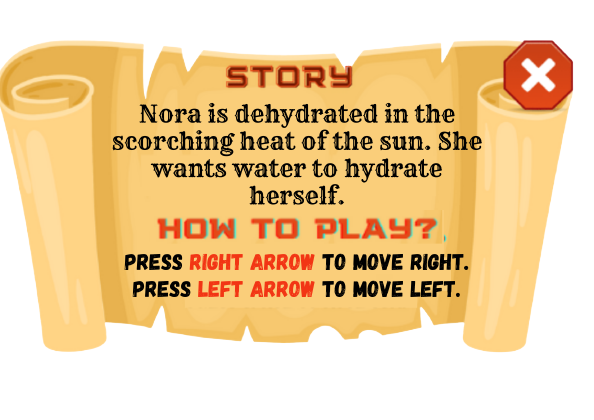 STORY
Nora is dehydrated in the
scorching heat of the sun. She
wants water to hydrate
herself.
HOW TO PLAY?
PRESS RIGHT ARROW TO MOVE RIGHT.
PRESS LEFT ARROW TO MOVE LEFT.